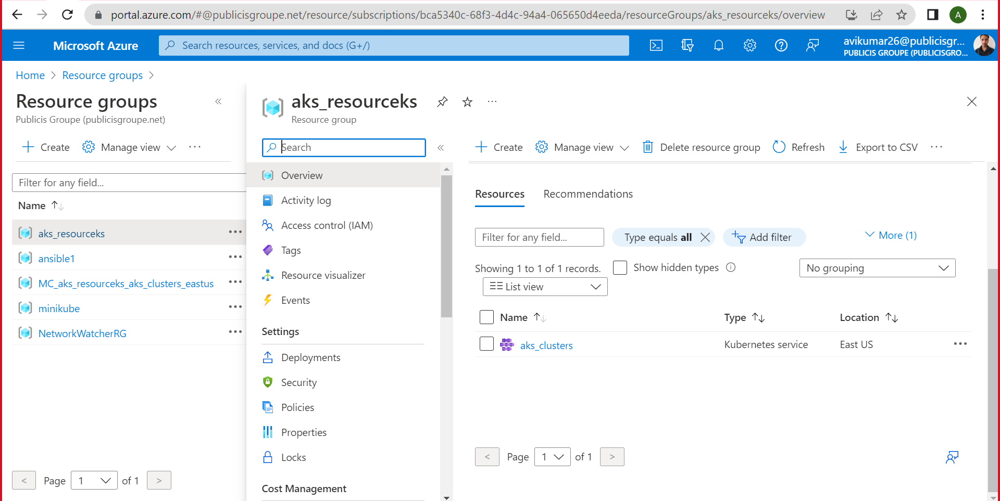 portal.azure.com/#@publicisgroupe.net/resource/subscriptions/bca5340c-68f3-4d4c-94a4-065650d4eeda/resourceGroups/aks_resourceks/overview
A
Microsoft Azure
Search resources, services, and docs (G+/)
avikumar26@publicisgr...
PUBLICIS GROUPE (PUBLICISGRO...
Home > Resource groups >
Resource groups
Publicis Groupe (publicisgroupe.net)
Create
Manage view
Filter for any field...
Name
aks_resourceks
ansible1
MC_aks_resourceks_aks_clusters_eastus
minikube
NetworkWatcherRG
< Page 1 of 1 >
aks_resourceks
Resource group
Search
Overview
Activity log
Access control (IAM)
Tags
Resource visualizer
Events
Settings
Deployments
Security
Policies
Properties
Locks
Cost Management
Create
Manage view
Delete resource group
Refresh
Export to CSV
Resources
Recommendations
Filter for any field...
Type equals all
Add filter
More (1)
Showing 1 to 1 of 1 records.
Show hidden types
No grouping
List view
Name
Type
Location
aks_clusters
Kubernetes service
East US
< Page 1 of 1 >